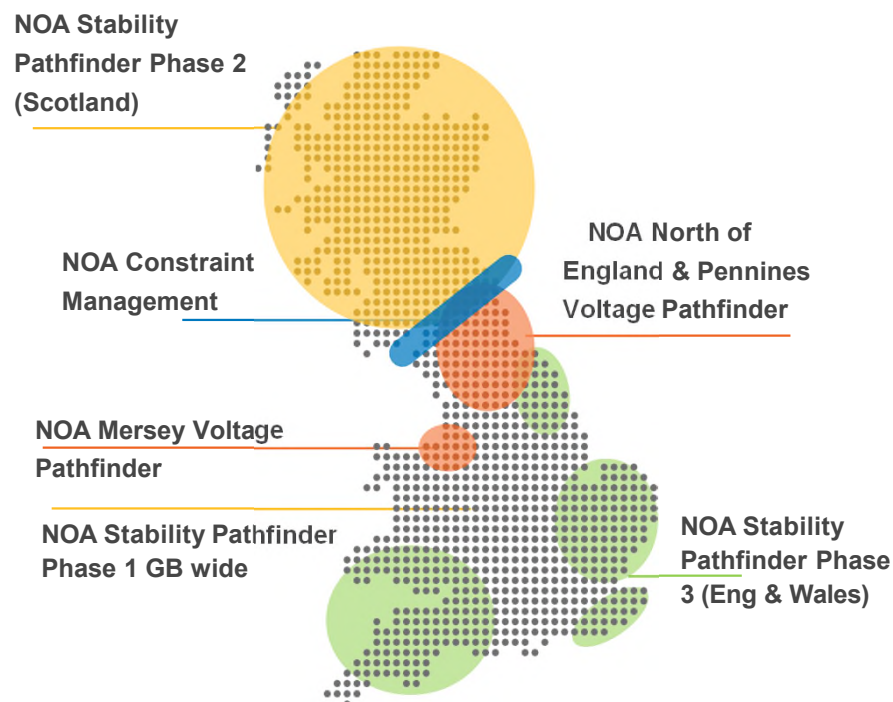 NOA Stability
Pathfinder Phase 2
(Scotland)
NOA Constraint
Management
NOA North of
England & Pennines
Voltage Pathfinder
NOA Mersey Voltage
Pathfinder
NOA Stability Pathfinder
Phase 1 GB wide
NOA Stability
Pathfinder Phase
3 (Eng & Wales)